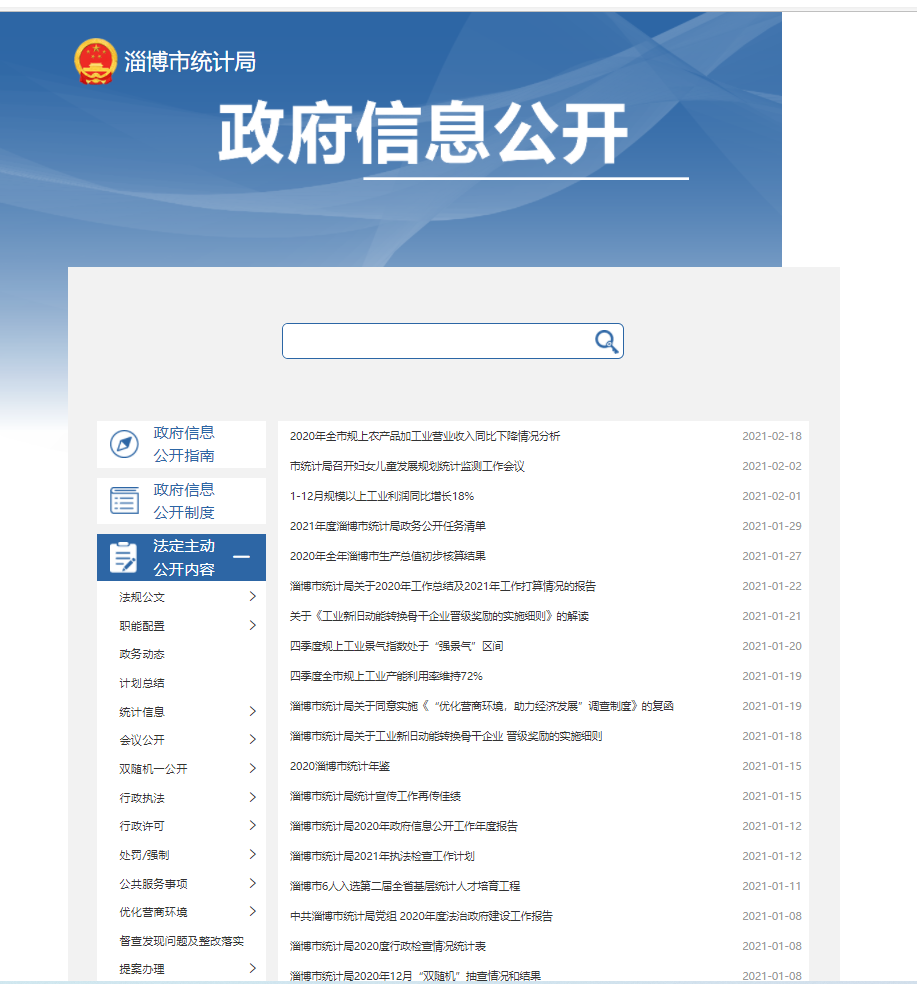 淄博市统计局
政府信息公开
政府信息
公开指南
政府信息
公开制度
法定主动
公开内容
法规公文
职能配置
政务动态
计划总结
统计信息
会议公开
双随机一公开
行政执法
行政许可
处罚/强制
公共服务事项
优化营商环境
督查发现问题及整改落实
提案办理
2020年全市规上农产品加工业营业收入同比下降情况分析 2021-02-18
市统计局召开妇女儿童发展规划统计监测工作会议 2021-02-02
1-12月规模以上工业利润同比增长18% 2021-02-01
2021年度淄博市统计局政务公开任务清单 2021-01-29
2020年全年淄博市生产总值初步核算结果 2021-01-27
淄博市统计局关于2020年工作总结及2021年工作打算情况的报告 2021-01-22
关于《工业新旧动能转换骨干企业晋级奖励的实施细则》的解读 2021-01-21
四季度规上工业景气指数处于“强景气”区间 2021-01-20
四季度全市规上工业产能利用率维持72% 2021-01-19
淄博市统计局关于同意实施《“优化营商环境，助力经济发展”调查制度》的复函 2021-01-19
淄博市统计局关于工业新旧动能转换骨干企业 晋级奖励的实施细则 2021-01-18
2020淄博市统计年鉴 2021-01-15
淄博市统计局统计宣传工作再传佳绩 2021-01-15
淄博市统计局2020年政府信息公开工作年度报告 2021-01-12
淄博市统计局2021年执法检查工作计划 2021-01-12
淄博市6人入选第二届全省基层统计人才培育工程 2021-01-11
中共淄博市统计局党组 2020年度法治政府建设工作报告 2021-01-08
淄博市统计局2020度行政检查情况统计表 2021-01-08
淄博市统计局2020年12月“双随机”抽查情况和结果 2021-01-08